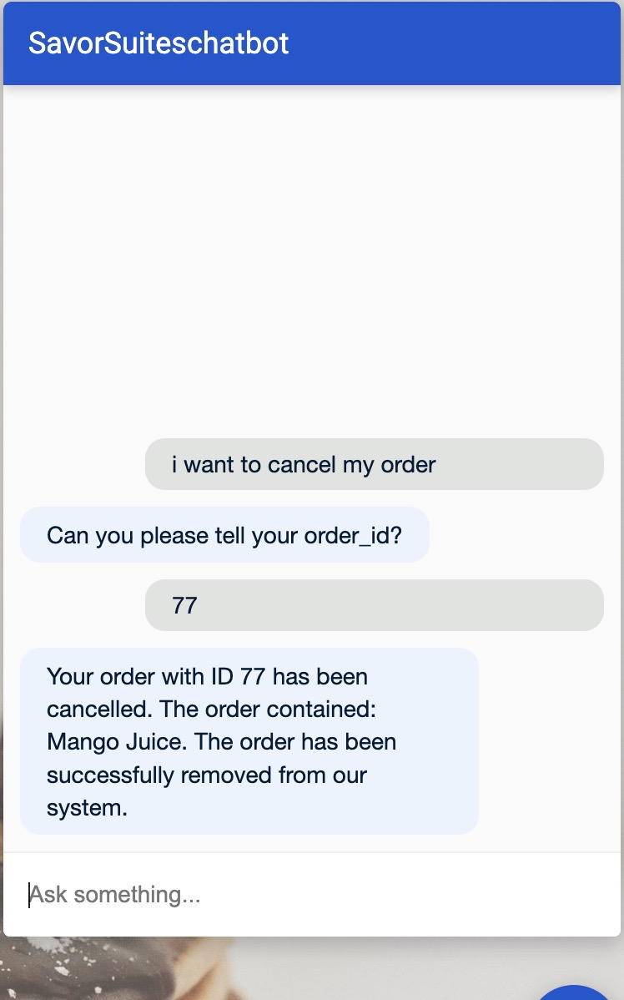 SavorSuiteschatbot
i want to cancel my order
Can you please tell your order_id?
77
Your order with ID 77 has been
cancelled. The order contained:
Mango Juice. The order has been
successfully removed from our
system.
Ask something...